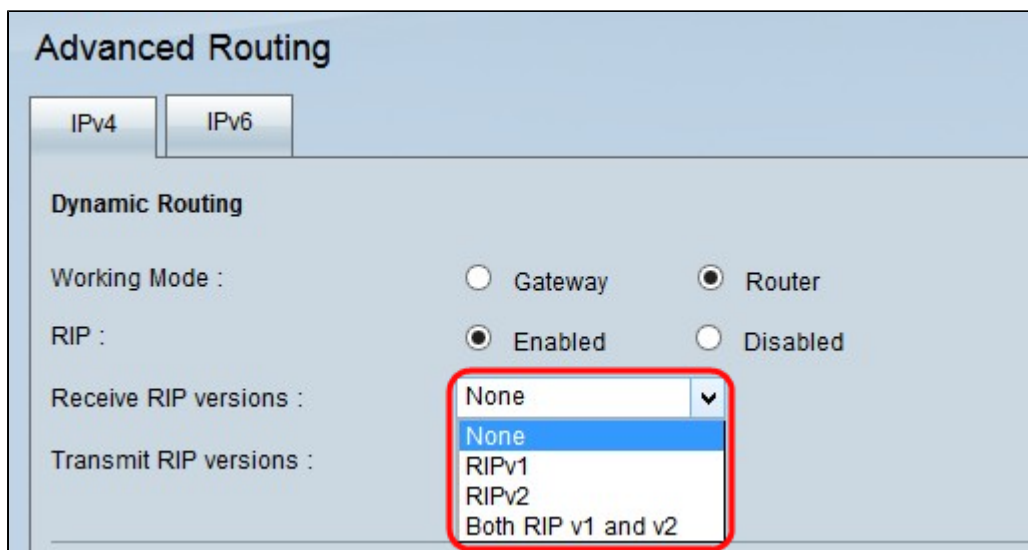 Advanced Routing
IPv4 IPv6
Dynamic Routing
Working Mode : Gateway Router
RIP : Enabled Disabled
Receive RIP versions : None
None
Transmit RIP versions : RIPv1
RIPv2
Both RIP v1 and v2